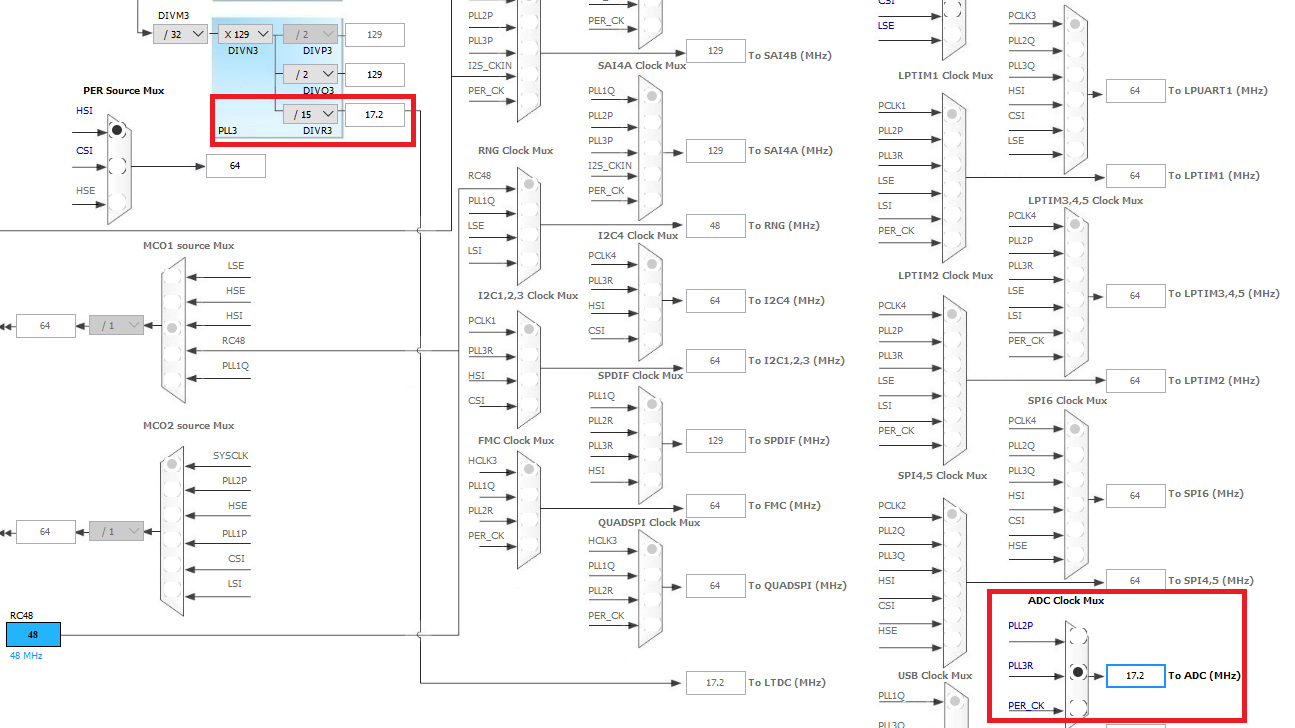 DIVM3
/ 32
X 129
DIVN3
/ 2
DIVP3
129
/ 2
DIVQ3
129
/ 15
DIVR3
17.2
PLL3
PER Source Mux
HSI
CSI
HSE
64
MCO1 source Mux
LSE
HSE
HSI
RC48
PLL1Q
/ 1
64
MCO2 source Mux
SYSCLK
PLL2P
HSE
PLL1P
CSI
LSI
/ 1
64
RC48
48
48 MHz
PLL2P
PLL3P
I2S_CKIN
PER_CK
PER_CK
129
To SAI4B (MHz)
SAI4A Clock Mux
PLL1Q
PLL2P
PLL3P
I2S_CKIN
PER_CK
129
To SAI4A (MHz)
RNG Clock Mux
RC48
PLL1Q
LSE
LSI
48
To RNG (MHz)
I2C4 Clock Mux
PCLK4
PLL3R
HSI
CSI
64
To I2C4 (MHz)
I2C1,2,3 Clock Mux
PCLK1
PLL3R
HSI
CSI
64
To I2C1,2,3 (MHz)
SPDIF Clock Mux
PLL1Q
PLL2R
PLL3R
HSI
129
To SPDIF (MHz)
FMC Clock Mux
HCLK3
PLL1Q
PLL2R
PER_CK
64
To FMC (MHz)
QUADSPI Clock Mux
HCLK3
PLL1Q
PLL2R
PER_CK
64
To QUADSPI (MHz)
17.2
To LTDC (MHz)
CSI
LSE
PCLK3
PLL2Q
PLL3Q
HSI
CSI
LSE
64
To LPUART1 (MHz)
LPTIM1 Clock Mux
PCLK1
PLL2P
PLL3R
LSE
LSI
PER_CK
64
To LPTIM1 (MHz)
LPTIM3,4,5 Clock Mux
PCLK4
PLL2P
PLL3R
LSE
LSI
PER_CK
64
To LPTIM3,4,5 (MHz)
LPTIM2 Clock Mux
PCLK4
PLL2P
PLL3R
LSE
LSI
PER_CK
64
To LPTIM2 (MHz)
SPI6 Clock Mux
PCLK4
PLL2Q
PLL3Q
HSI
CSI
HSE
64
To SPI6 (MHz)
SPI4,5 Clock Mux
PCLK2
PLL2Q
PLL3Q
HSI
CSI
HSE
64
To SPI4,5 (MHz)
ADC Clock Mux
PLL2P
PLL3R
PER_CK
17.2
To ADC (MHz)
USB Clock Mux
PLL1Q
PLL3Q